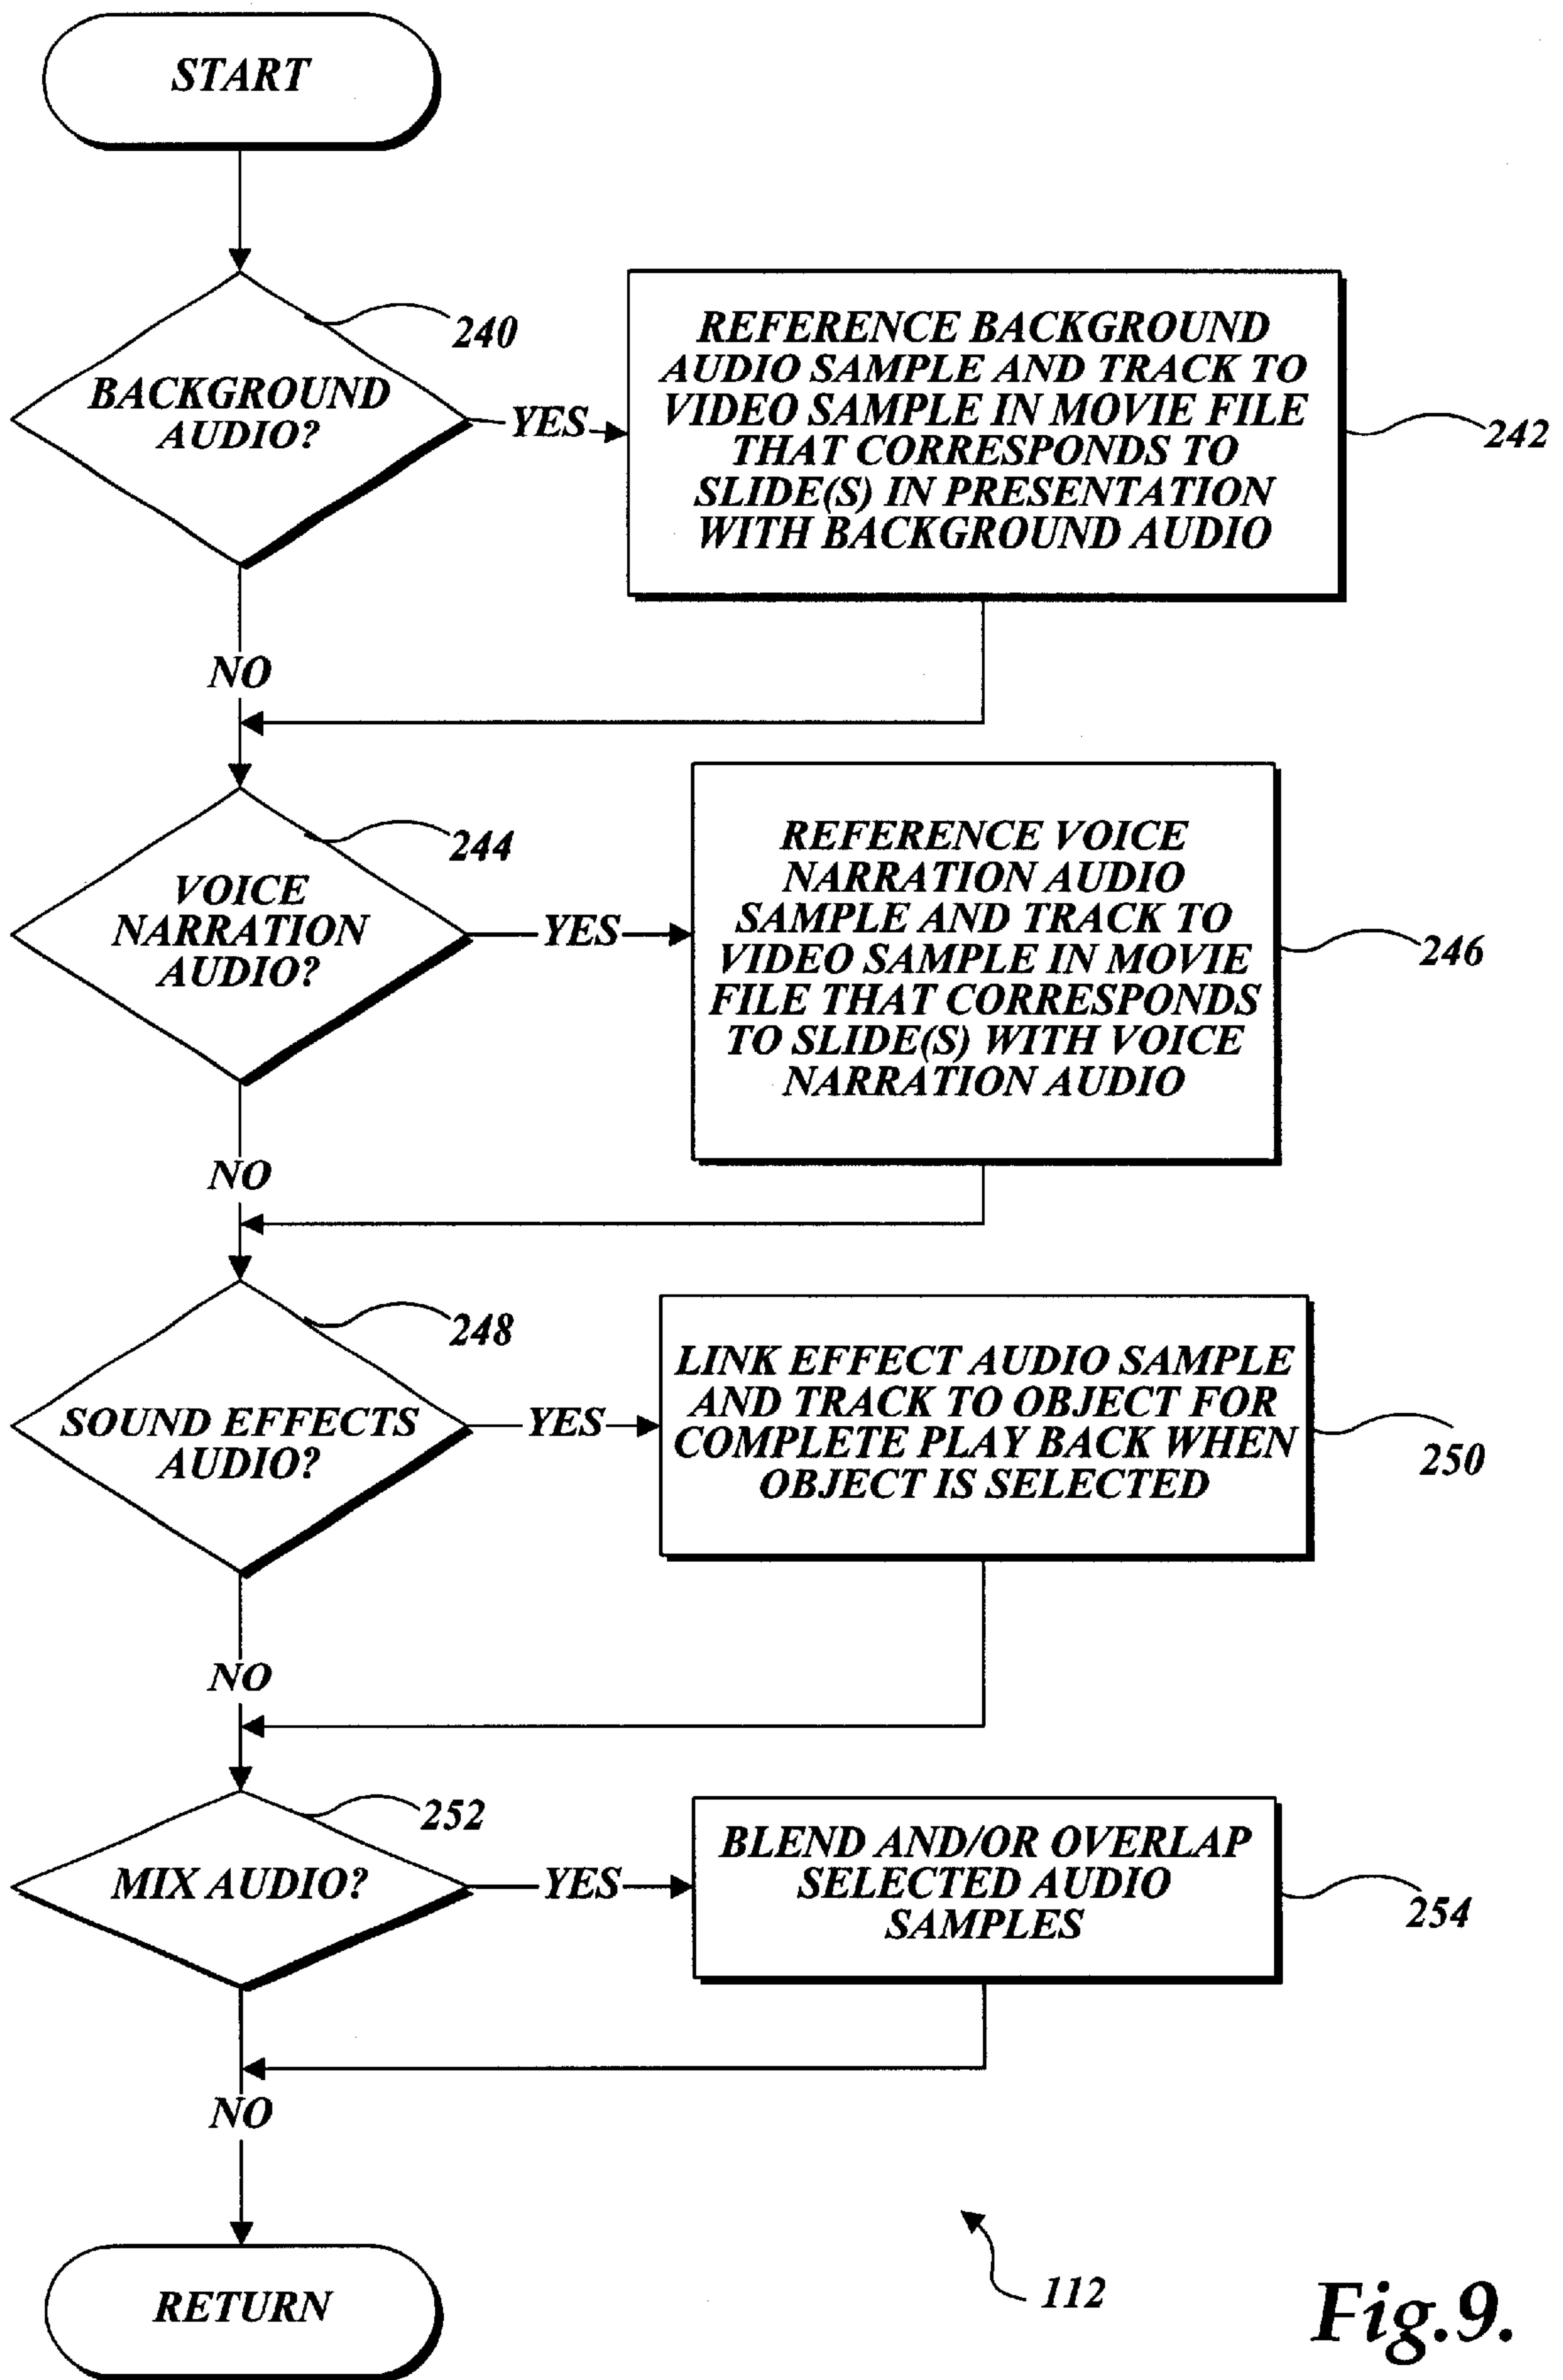 START
240
BACKGROUND
AUDIO?
YES
REFERENCE BACKGROUND
AUDIO SAMPLE AND TRACK TO
VIDEO SAMPLE IN MOVIE FILE
THAT CORRESPONDS TO
SLIDE(S) IN PRESENTATION
WITH BACKGROUND AUDIO
242
NO
244
VOICE
NARRATION
AUDIO?
YES
REFERENCE VOICE
NARRATION AUDIO
SAMPLE AND TRACK TO
VIDEO SAMPLE IN MOVIE
FILE THAT CORRESPONDS
TO SLIDE(S) WITH VOICE
NARRATION AUDIO
246
NO
248
SOUND EFFECTS
AUDIO?
YES
LINK EFFECT AUDIO SAMPLE
AND TRACK TO OBJECT FOR
COMPLETE PLAY BACK WHEN
OBJECT IS SELECTED
250
NO
252
MIX AUDIO?
YES
BLEND AND/OR OVERLAP
SELECTED AUDIO
SAMPLES
254
NO
RETURN
112
Fig.9.